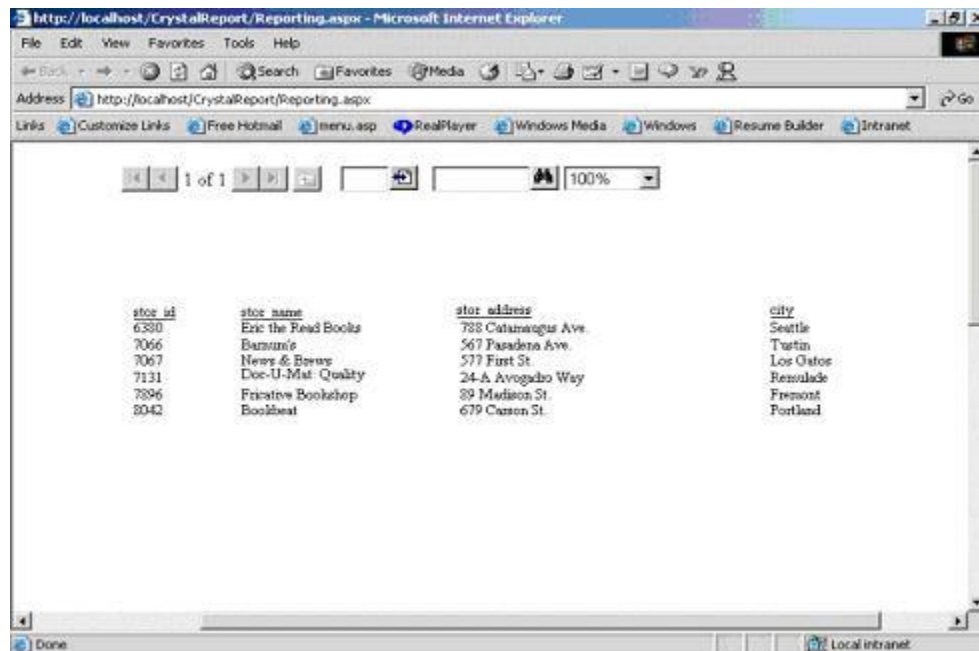 http://localhost/CrystalReport/Reporting.aspx - Microsoft Internet Explorer
File Edit View Favorites Tools Help
Back Search Favorites Media
Address http://localhost/CrystalReport/Reporting.aspx Go
Links Customize Links Free Hotmail menu.asp RealPlayer Windows Media Windows Resume Builder Intranet
1 of 1 100%
stor_id stor_name stor_address city
6380 Eric the Read Books 788 Catamaugus Ave. Seattle
7066 Barnum's 567 Pasadena Ave. Tustin
7067 News & Brews 577 First St. Los Gatos
7131 Doc-U-Mat: Quality 24-A Avogadro Way Remulade
7896 Fricative Bookshop 89 Madison St. Fremont
8042 Bookbeat 679 Carson St. Portland
Done Local intranet